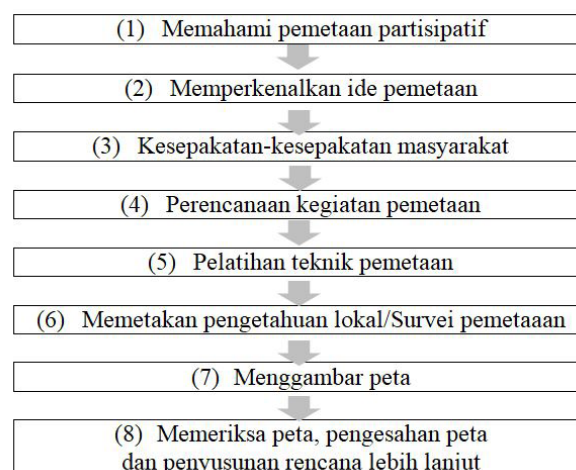 (1) Memahami pemetaan partisipatif
(2) Memperkenalkan ide pemetaan
(3) Kesepakatan-kesepakatan masyarakat
(4) Perencanaan kegiatan pemetaan
(5) Pelatihan teknik pemetaan
(6) Memetakan pengetahuan lokal/Survei pemetaaan
(7) Menggambar peta
(8) Memeriksa peta, pengesahan peta
dan penyusunan rencana lebih lanjut